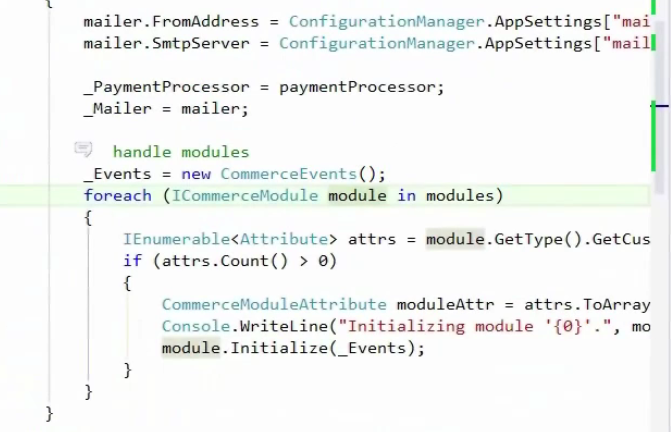 {
mailer.FromAddress = ConfigurationManager.AppSettings["mai
mailer.SmtpServer = ConfigurationManager.AppSettings["mail
_PaymentProcessor = paymentProcessor;
_Mailer = mailer;
handle modules
_Events = new CommerceEvents();
foreach (ICommerceModule module in modules)
{
IEnumerable<Attribute> attrs = module.GetType().GetCus
if (attrs.Count() > 0)
{
CommerceModuleAttribute moduleAttr = attrs.ToArray
Console.WriteLine("Initializing module '{0}'.", mo
module.Initialize(_Events);
}
}
}